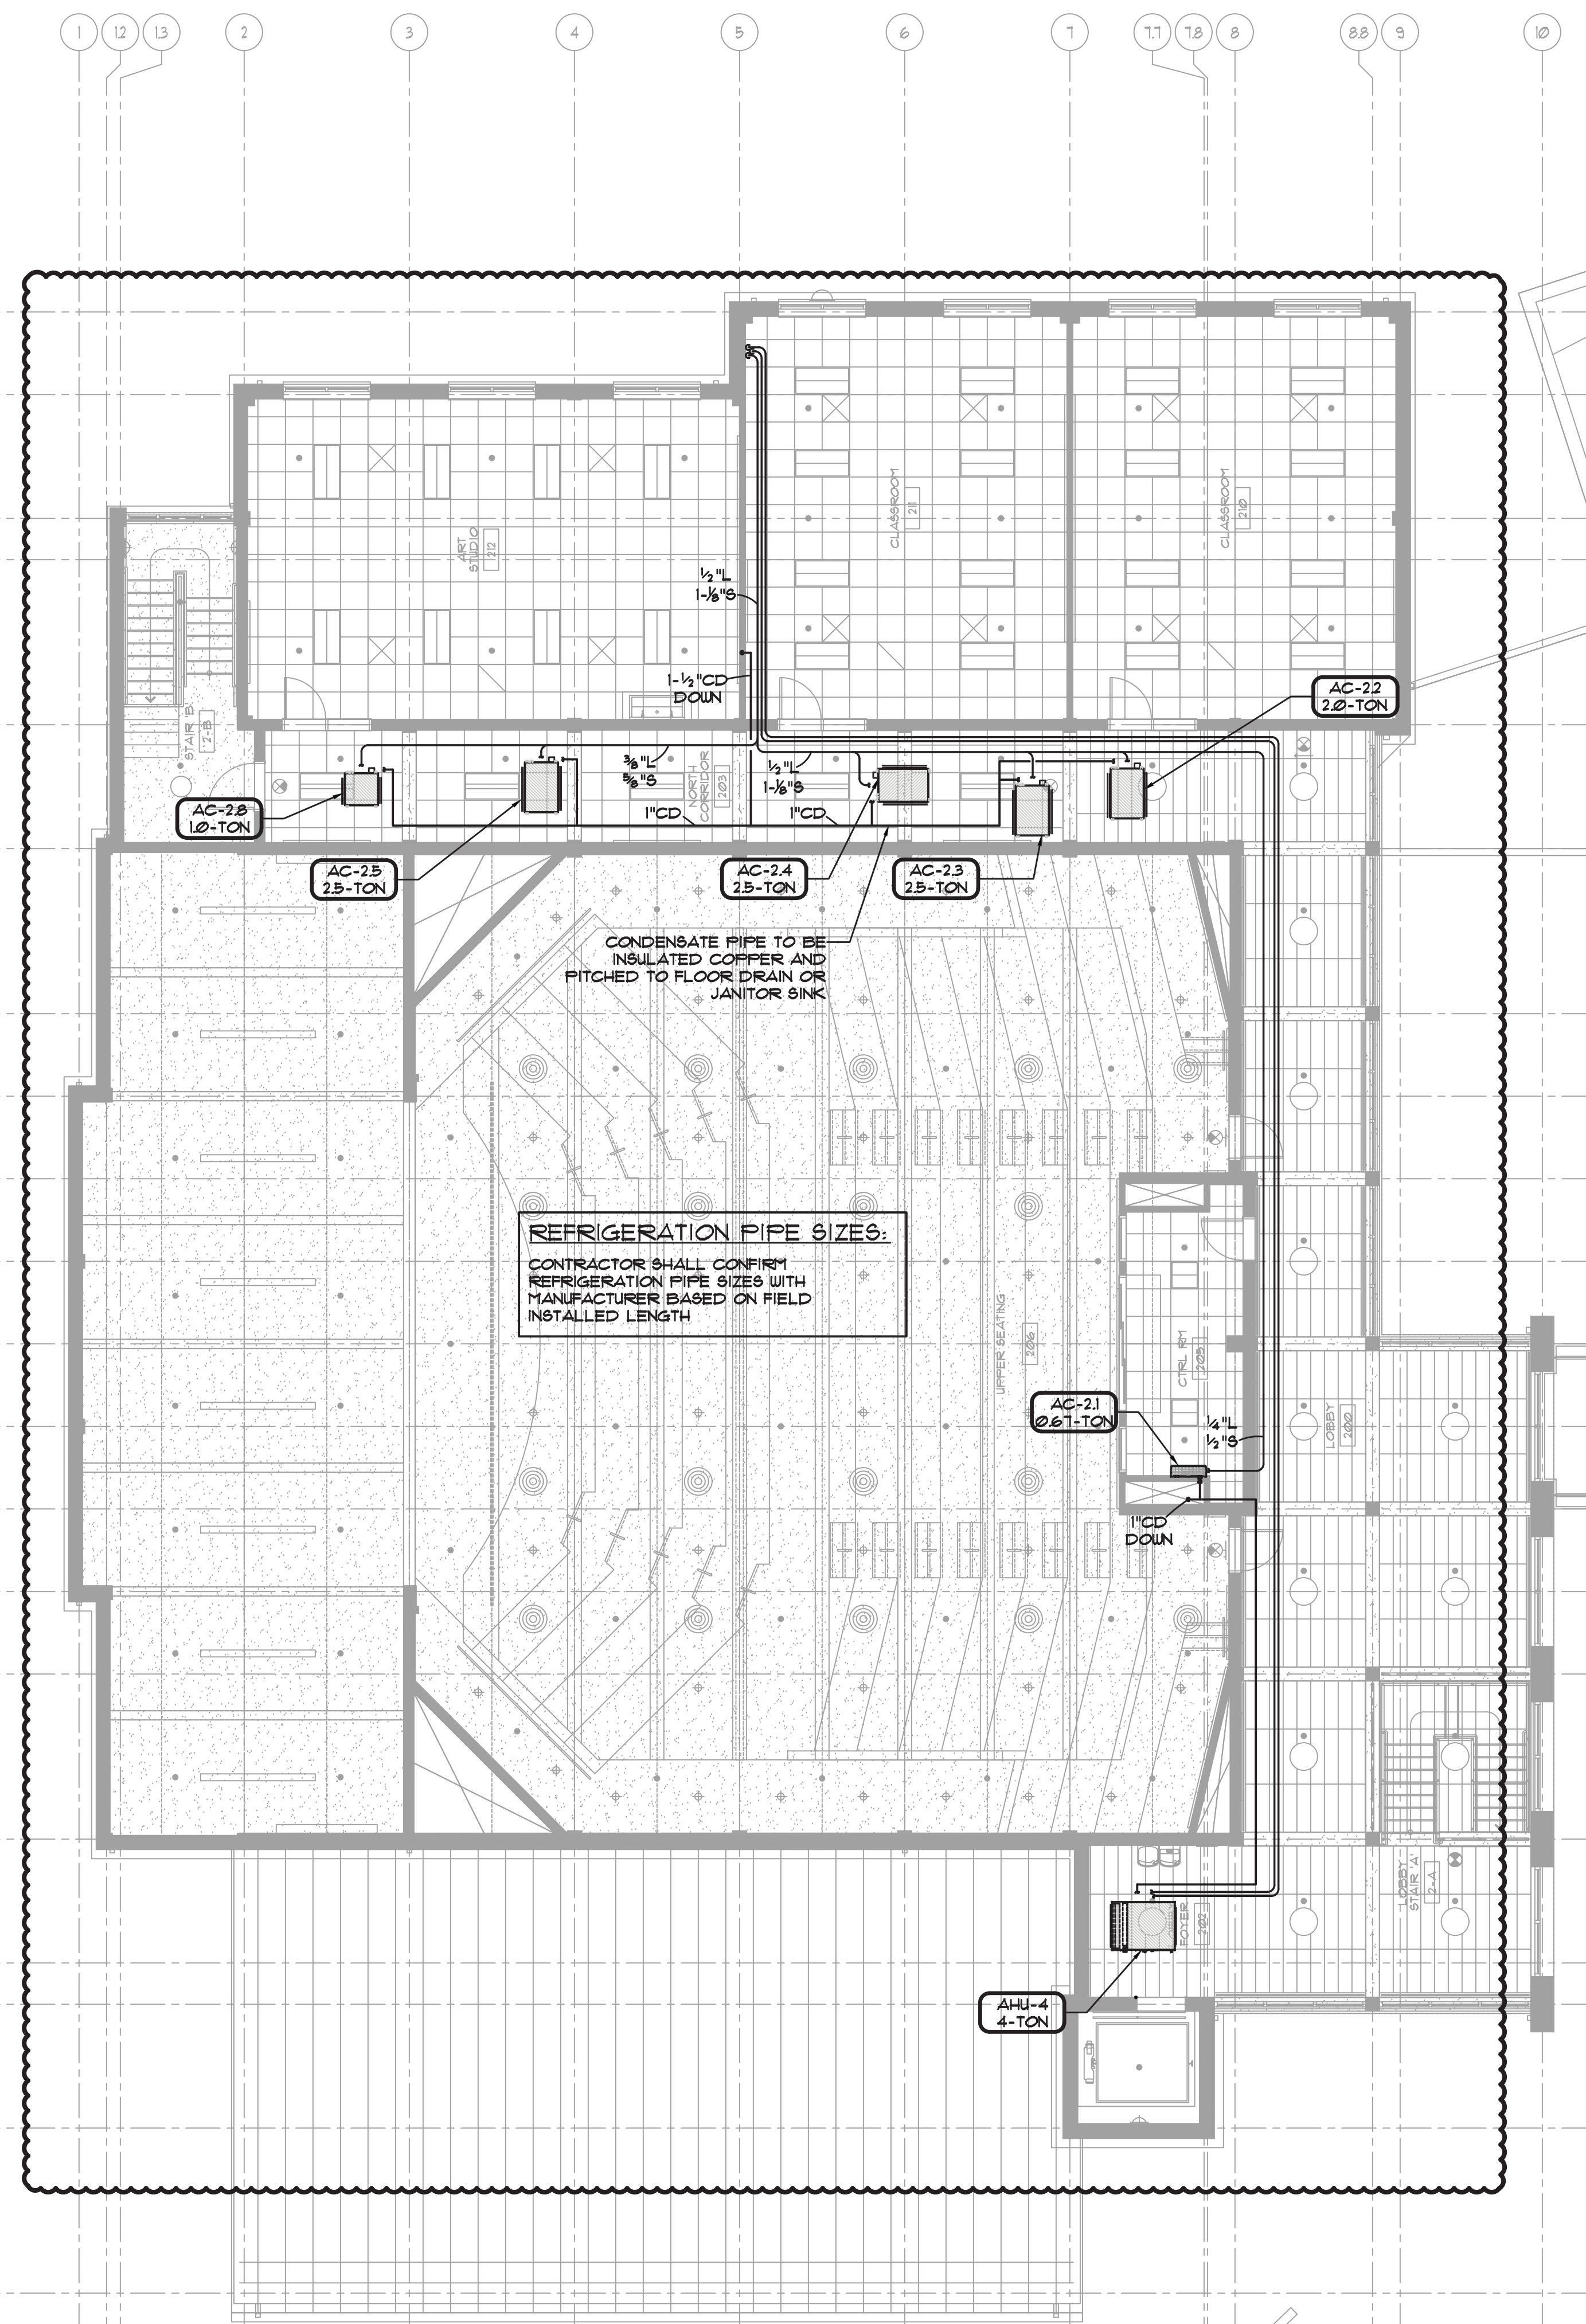 1 1.2 1.3 2 3 4 5 6 7 7.7 7.8 8 8.8 9 10
ART
STUDIO
212
CLASSROOM
211
CLASSROOM
210
½"L
1-⅛"S
1-½"CD
DOWN
AC-2.2
2.0-TON
STAIR 'B'
2-B
⅜"L
⅝"S
NORTH
CORRIDOR
203
½"L
1-⅛"S
1"CD
1"CD
AC-2.8
1.0-TON
AC-2.5
2.5-TON
AC-2.4
2.5-TON
AC-2.3
2.5-TON
CONDENSATE PIPE TO BE
INSULATED COPPER AND
PITCHED TO FLOOR DRAIN OR
JANITOR SINK
REFRIGERATION PIPE SIZES:
CONTRACTOR SHALL CONFIRM
REFRIGERATION PIPE SIZES WITH
MANUFACTURER BASED ON FIELD
INSTALLED LENGTH
UPPER SEATING
206
CTRL RM
205
AC-2.1
0.67-TON
¼"L
½"S
LOBBY
200
1"CD
DOWN
LOBBY
STAIR 'A'
2-A
FOYER
202
AHU-4
4-TON